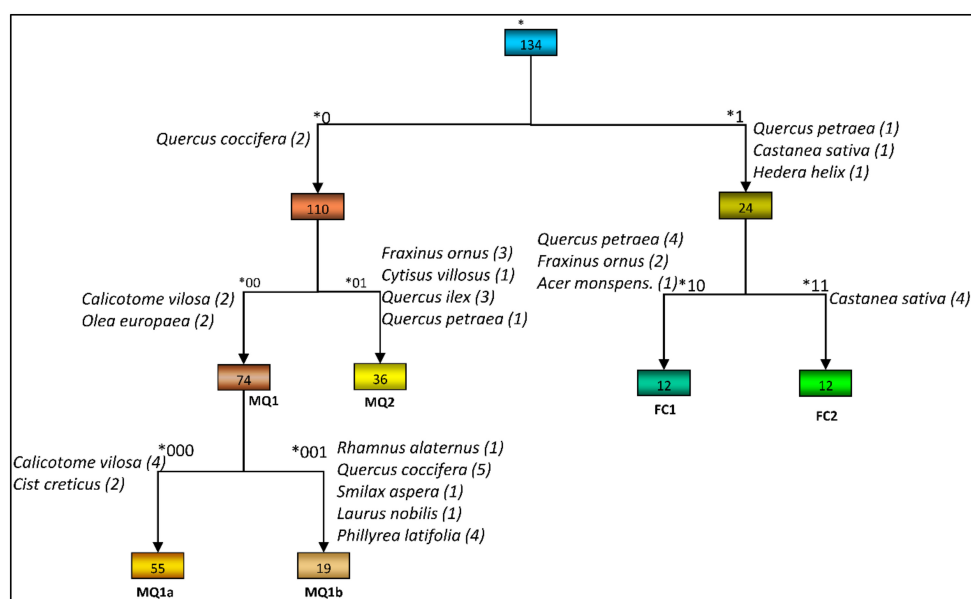 *
134
*0
*1
Quercus coccifera (2)
Quercus petraea (1)
Castanea sativa (1)
Hedera helix (1)
110
24
Fraxinus ornus (3)
Cytisus villosus (1)
Quercus ilex (3)
Quercus petraea (1)
Quercus petraea (4)
Fraxinus ornus (2)
Acer monspens. (1)
*00
*01
*10
*11
Calicotome vilosa (2)
Olea europaea (2)
Castanea sativa (4)
74
36
12
12
MQ1
MQ2
FC1
FC2
*000
*001
Calicotome vilosa (4)
Cist creticus (2)
Rhamnus alaternus (1)
Quercus coccifera (5)
Smilax aspera (1)
Laurus nobilis (1)
Phillyrea latifolia (4)
55
19
MQ1a
MQ1b